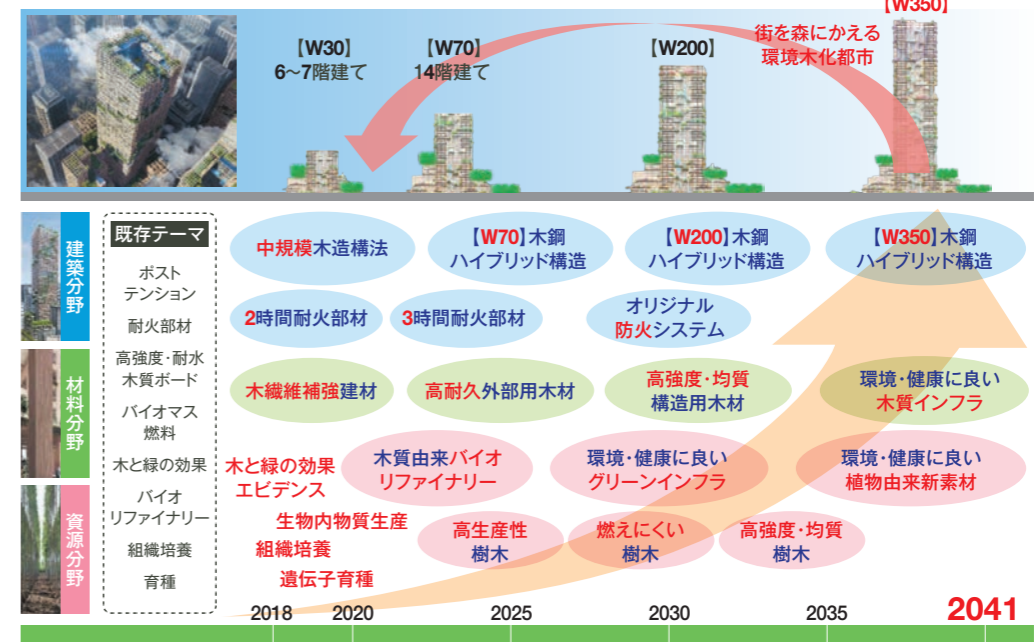 【W350】
街を森にかえる
環境木化都市
【W30】
6〜7階建て
【W70】
14階建て
【W200】
建築分野
材料分野
資源分野
既存テーマ
ポスト
テンション
耐火部材
高強度・耐水
木質ボード
バイオマス
燃料
木と緑の効果
バイオ
リファイナリー
組織培養
育種
中規模木造構法
【W70】木鋼
ハイブリッド構造
【W200】木鋼
ハイブリッド構造
【W350】木鋼
ハイブリッド構造
2時間耐火部材
3時間耐火部材
オリジナル
防火システム
木繊維補強建材
高耐久外部用木材
高強度・均質
構造用木材
環境・健康に良い
木質インフラ
木と緑の効果
エビデンス
木質由来バイオ
リファイナリー
環境・健康に良い
グリーンインフラ
環境・健康に良い
植物由来新素材
生物内物質生産
組織培養
遺伝子育種
高生産性
樹木
燃えにくい
樹木
高強度・均質
樹木
2018
2020
2025
2030
2035
2041